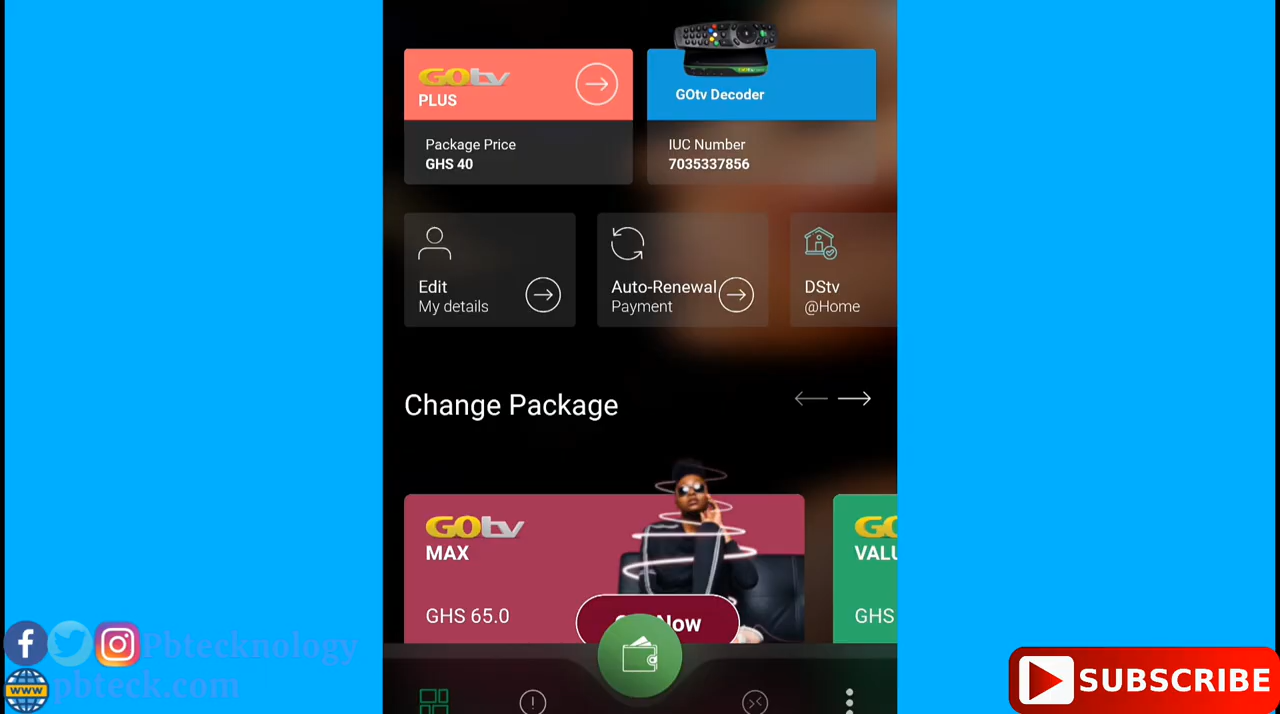 GOtv
PLUS
Package Price
GHS 40
GOtv Decoder
IUC Number
7035337856
Edit
My details
Auto-Renewal
Payment
DStv
@Home
Change Package
GOtv
MAX
GHS 65.0
Now
GO
VALU
GHS
Pbtecknology
www
pbteck.com
SUBSCRIBE